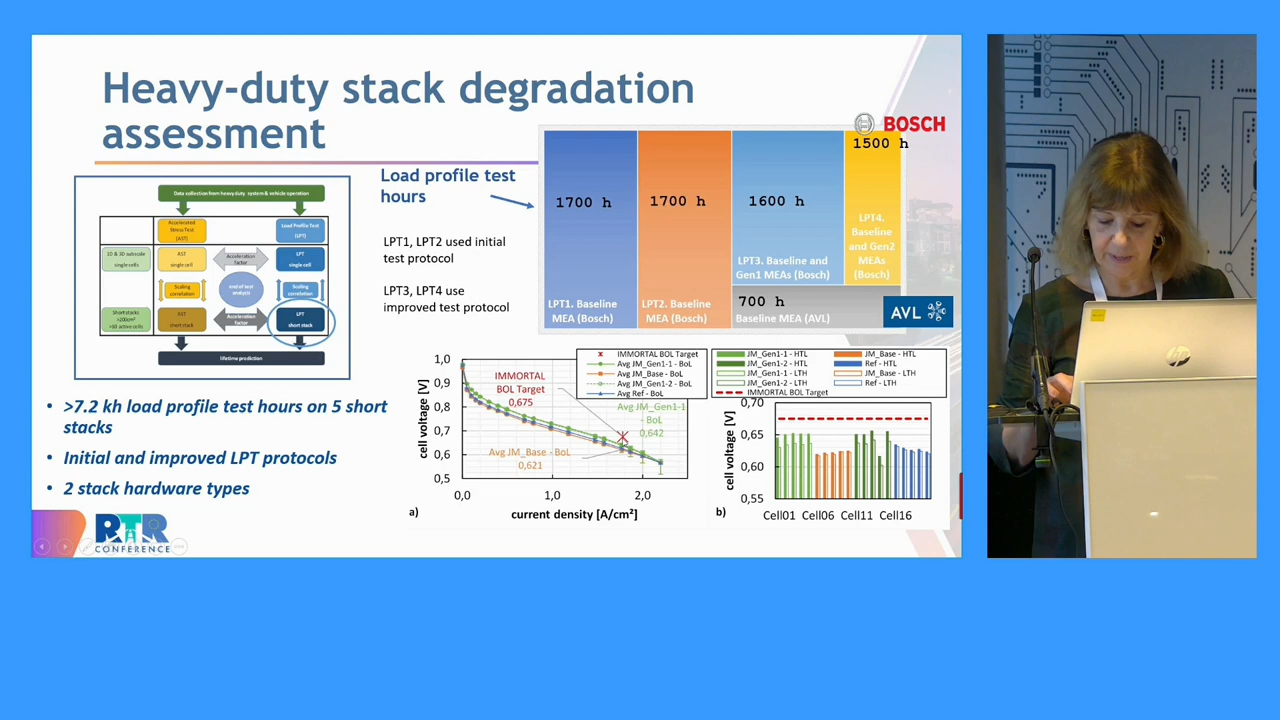 Heavy-duty stack degradation
assessment
BOSCH
Data collection from heavy duty system & vehicle operation
Accelerated
Stress Test
(AST)
Load Profile Test
(LPT)
1D & 3D subscale
single cells
AST
single cell
Acceleration
factor
LPT
single cell
Scaling
correlation
end of test
analysis
Scaling
correlation
Short stacks
AST
short stack
Acceleration
factor
LPT
short stack
lifetime prediction
Load profile test
hours
LPT1, LPT2 used initial
test protocol
LPT3, LPT4 use
improved test protocol
1700 h
LPT1. Baseline
MEA (Bosch)
1700 h
LPT2. Baseline
MEA (Bosch)
1600 h
LPT3. Baseline and
Gen1 MEAs (Bosch)
1500 h
LPT4.
Baseline
and Gen2
MEAs
(Bosch)
700 h
Baseline MEA (AVL)
AVL
>7.2 kh load profile test hours on 5 short
stacks
Initial and improved LPT protocols
2 stack hardware types
IMMORTAL BOL Target
Avg JM_Gen1-1 - BoL
Avg JM_Base - BoL
Avg JM_Gen1-2 - BoL
Avg Ref - BoL
cell voltage [V]
1,0
0,9
0,8
0,7
0,6
0,5
IMMORTAL
BOL Target
0,675
Avg JM_Gen1-1
- BoL
0,642
Avg JM_Base - BoL
0,621
0,0 1,0 2,0
a) current density [A/cm²]
JM_Gen1-1 - HTL JM_Base - HTL
JM_Gen1-2 - HTL Ref - HTL
JM_Gen1-1 - LTH JM_Base - LTH
JM_Gen1-2 - LTH Ref - LTH
IMMORTAL BOL Target
cell voltage [V]
0,70
0,65
0,60
0,55
b) Cell01 Cell06 Cell11 Cell16
RTR
CONFERENCE
hp